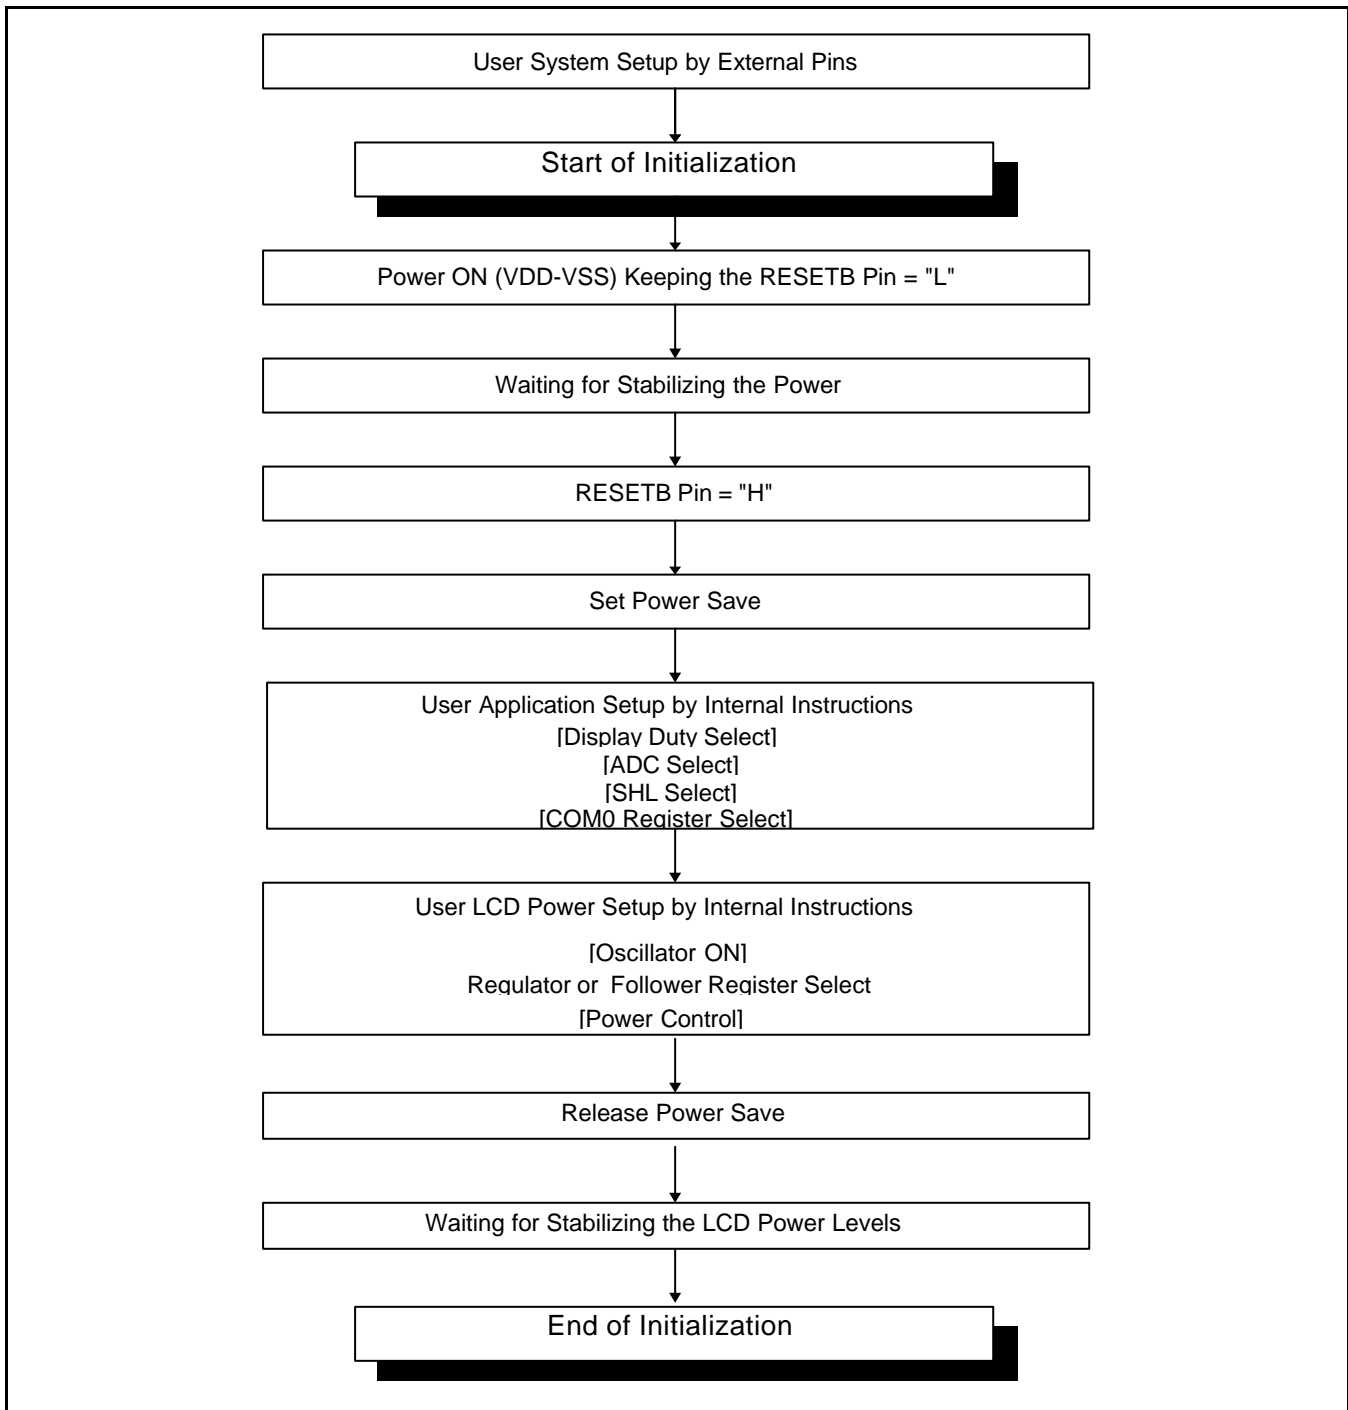 User System Setup by External Pins
Start of Initialization
Power ON (VDD-VSS) Keeping the RESETB Pin = "L"
Waiting for Stabilizing the Power
RESETB Pin = "H"
Set Power Save
User Application Setup by Internal Instructions
[Display Duty Select]
[ADC Select]
[SHL Select]
[COM0 Register Select]
User LCD Power Setup by Internal Instructions
[Oscillator ON]
Regulator or Follower Register Select
[Power Control]
Release Power Save
Waiting for Stabilizing the LCD Power Levels
End of Initialization